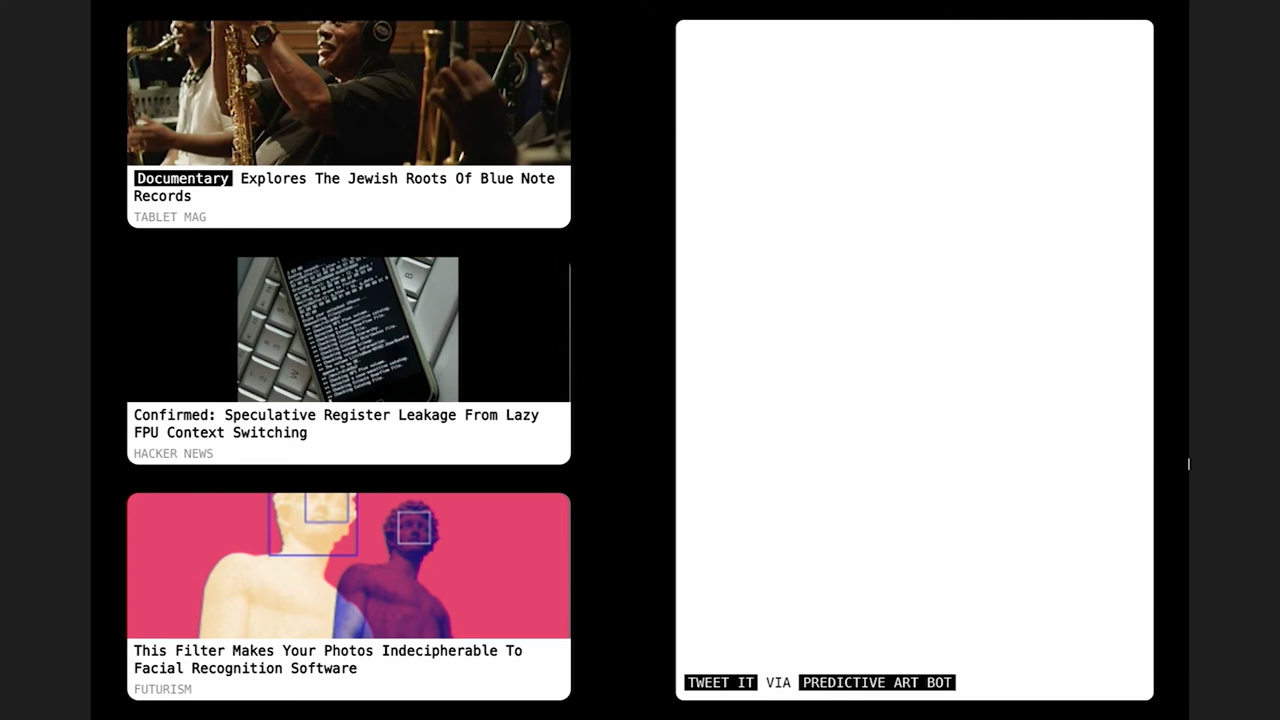 Documentary Explores The Jewish Roots Of Blue Note
Records
TABLET MAG
Confirmed: Speculative Register Leakage From Lazy
FPU Context Switching
HACKER NEWS
This Filter Makes Your Photos Indecipherable To
Facial Recognition Software
FUTURISM
TWEET IT VIA PREDICTIVE ART BOT